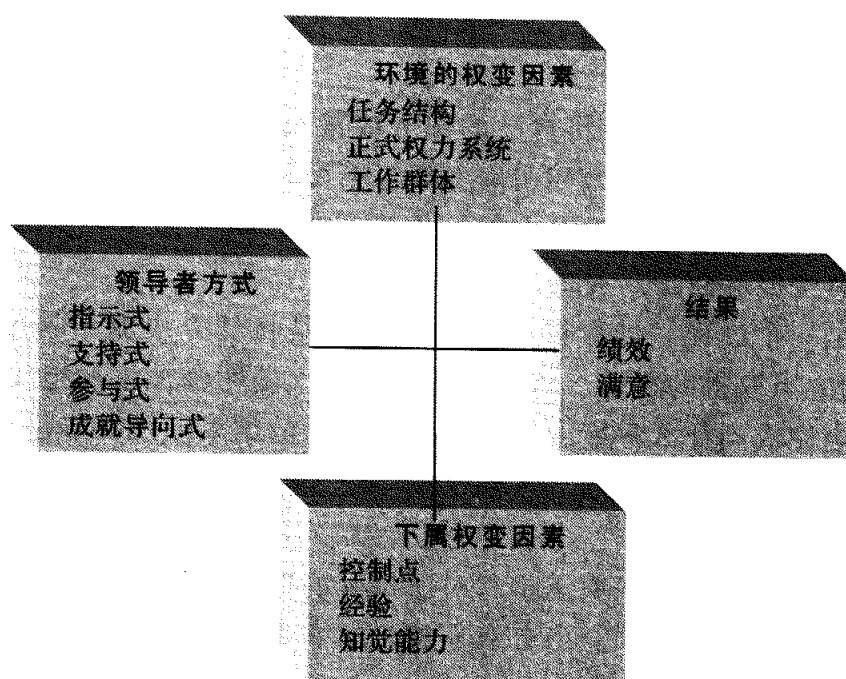 环境的权变因素
任务结构
正式权力系统
工作群体
领导者方式
指示式
支持式
参与式
成就导向式
结果
绩效
满意
下属权变因素
控制点
经验
知觉能力